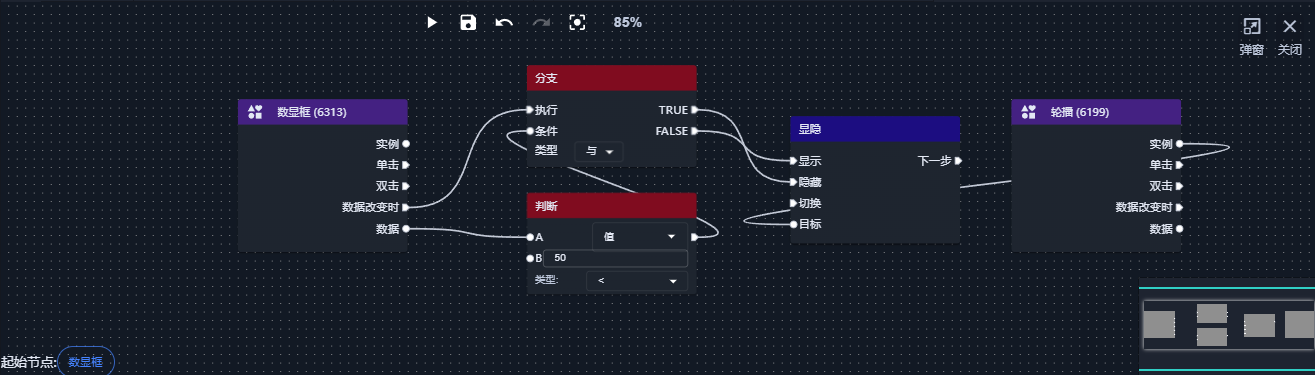 85%
弹窗
关闭
数显框 (6313)
实例
单击
双击
数据改变时
数据
分支
执行
TRUE
条件
FALSE
类型
与
判断
A
值
B
50
类型:
<
显隐
显示
下一步
隐藏
切换
目标
轮播 (6199)
实例
单击
双击
数据改变时
数据
起始节点:
数显框